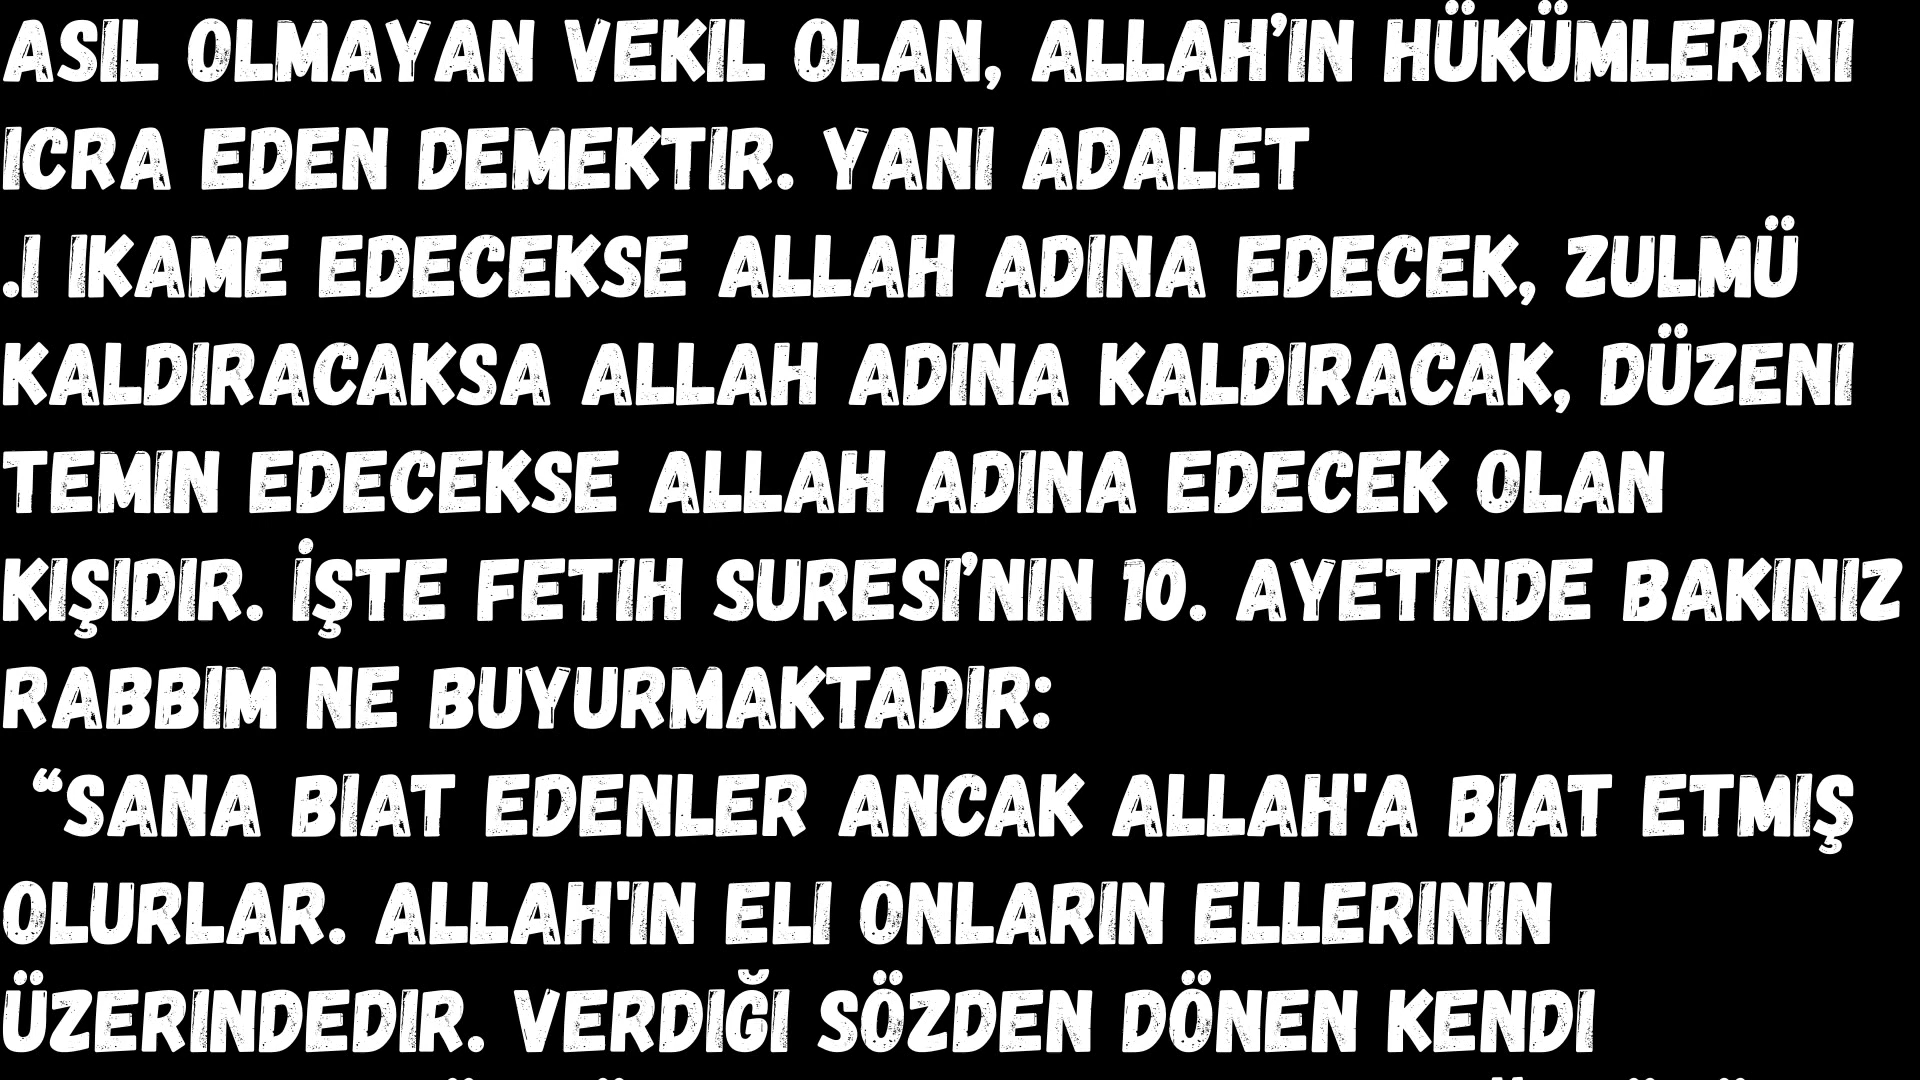 ASIL OLMAYAN VEKIL OLAN, ALLAH’IN HÜKÜMLERINI
ICRA EDEN DEMEKTIR. YANI ADALET
.I IKAME EDECEKSE ALLAH ADINA EDECEK, ZULMÜ
KALDIRACAKSA ALLAH ADINA KALDIRACAK, DÜZENI
TEMIN EDECEKSE ALLAH ADINA EDECEK OLAN
KIŞIDIR. İŞTE FETIH SURESI’NIN 10. AYETINDE BAKINIZ
RABBIM NE BUYURMAKTADIR:
“SANA BIAT EDENLER ANCAK ALLAH'A BIAT ETMIŞ
OLURLAR. ALLAH'IN ELI ONLARIN ELLERININ
ÜZERINDEDIR. VERDIĞI SÖZDEN DÖNEN KENDI